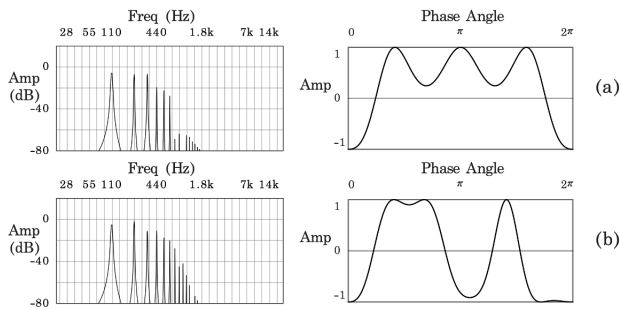 Freq (Hz)
28 55 110 440 1.8k 7k 14k
Amp
(dB)
0
-40
-80
Phase Angle
0 π 2π
Amp
1
0
-1
(a)
Freq (Hz)
28 55 110 440 1.8k 7k 14k
Amp
(dB)
0
-40
-80
Phase Angle
0 π 2π
Amp
1
0
-1
(b)